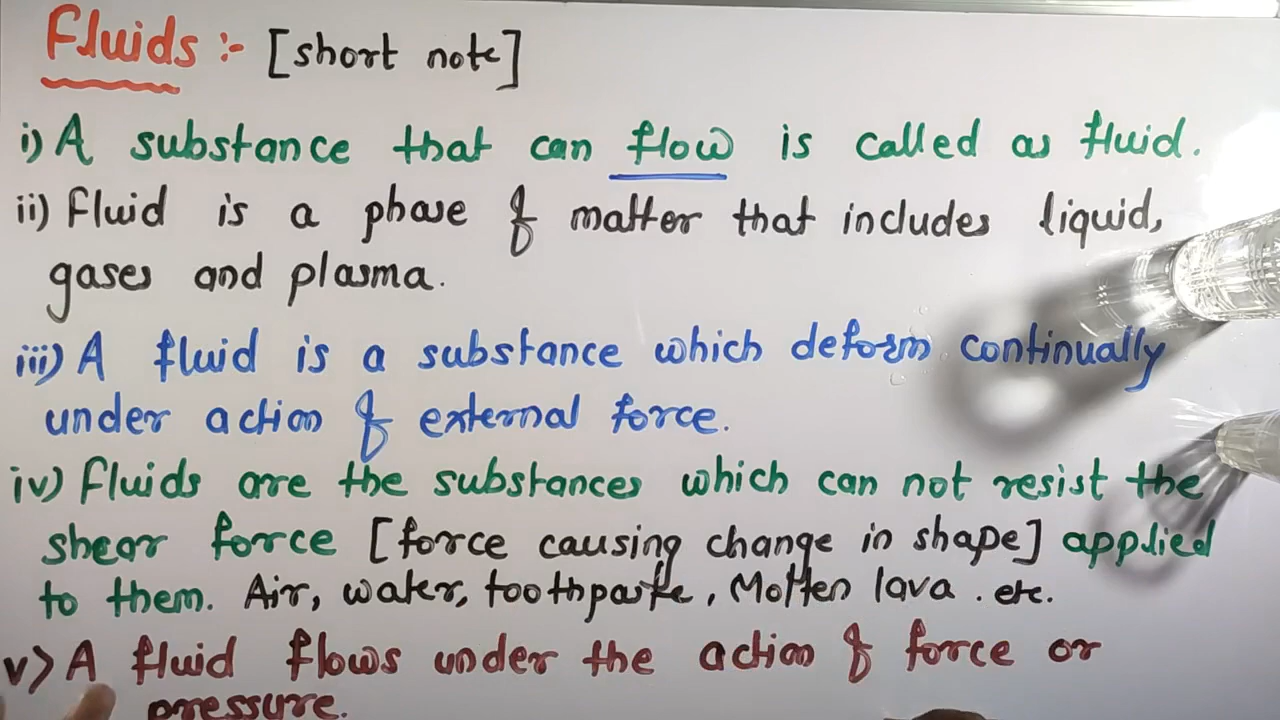 Fluids :- [short note]
i) A substance that can flow is called as fluid.
ii) Fluid is a phase of matter that includes liquid,
gases and plasma.
iii) A fluid is a substance which deform continually
under action of external force.
iv) Fluids are the substances which can not resist the
shear force [force causing change in shape] applied
to them. Air, water, toothpaste, Molten lava . etc.
v) A fluid flows under the action of force or
pressure.